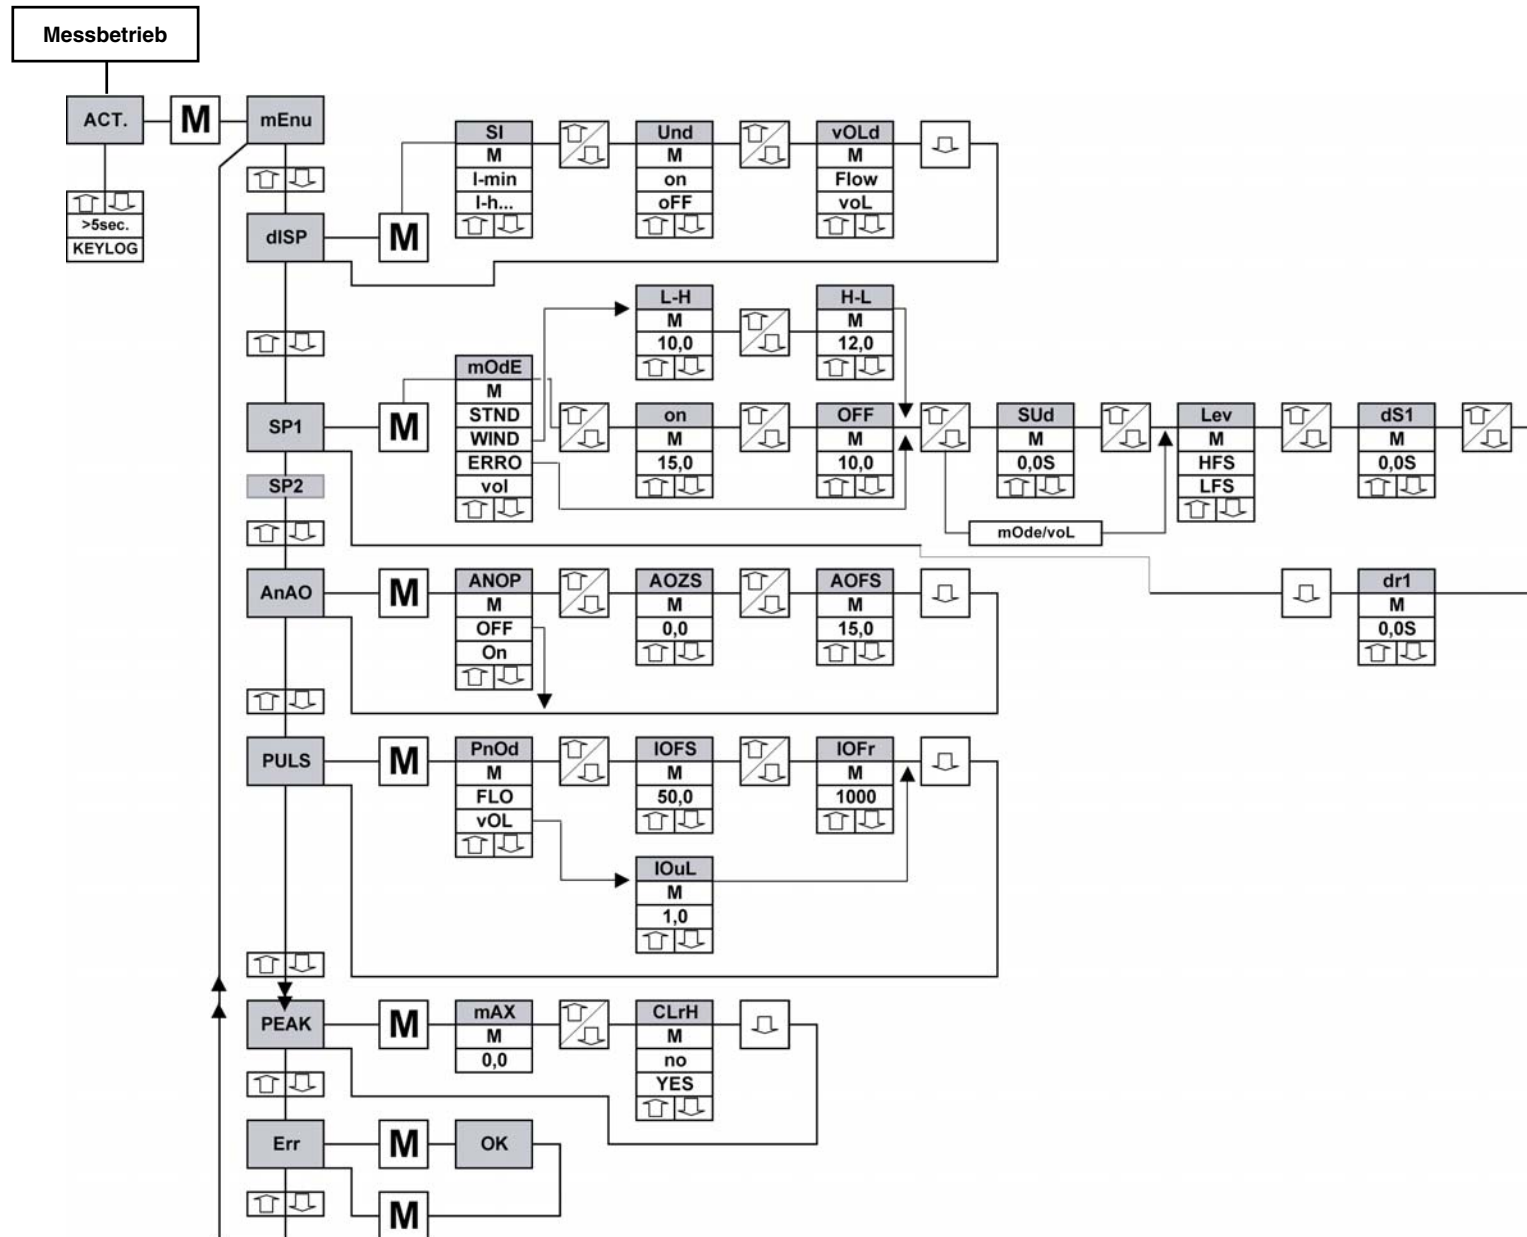 Messbetrieb
ACT.
M
mEnu
>5sec.
KEYLOG
dISP
M
SI
M
l-min
l-h...
Und
M
on
oFF
vOLd
M
Flow
voL
L-H
M
10,0
H-L
M
12,0
SP1
M
mOdE
M
STND
WIND
ERRO
vol
on
M
15,0
OFF
M
10,0
SUd
M
0,0S
Lev
M
HFS
LFS
dS1
M
0,0S
SP2
mOde/voL
AnAO
M
ANOP
M
OFF
On
AOZS
M
0,0
AOFS
M
15,0
dr1
M
0,0S
PULS
M
PnOd
M
FLO
vOL
IOFS
M
50,0
IOFr
M
1000
IOuL
M
1,0
PEAK
M
mAX
M
0,0
CLrH
M
no
YES
Err
M
OK
M